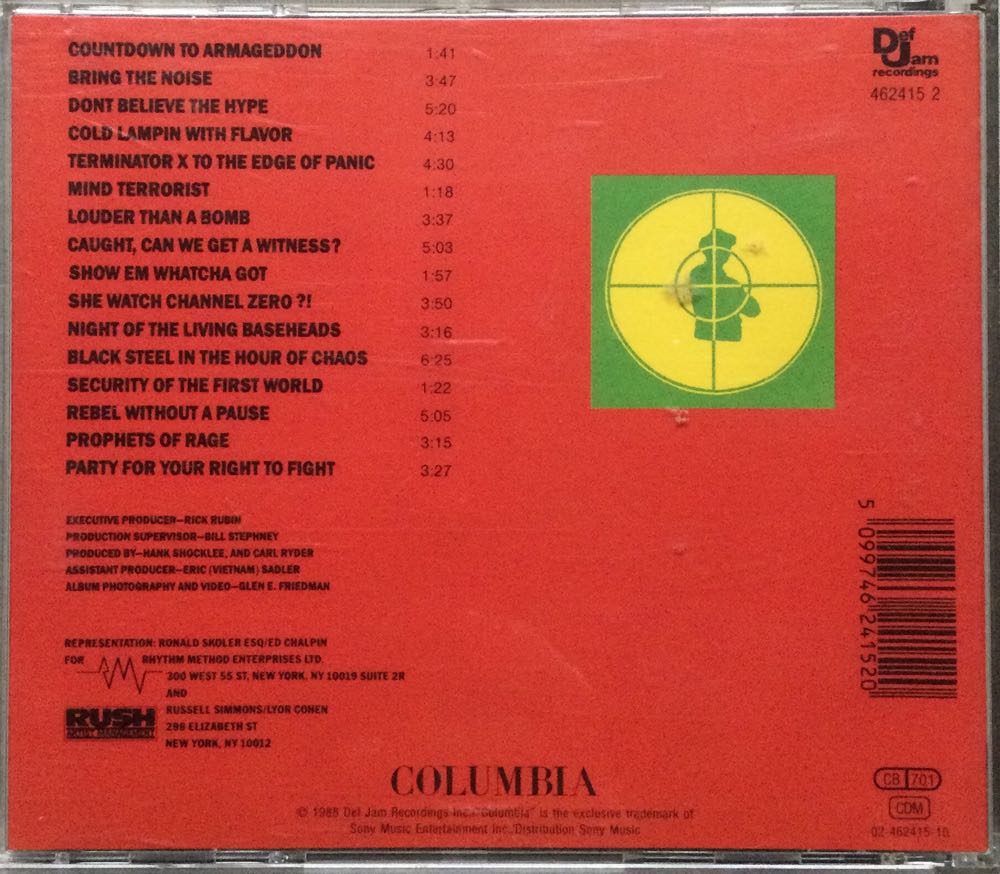 COUNTDOWN TO ARMAGEDDON 1:41
BRING THE NOISE 3:47
DONT BELIEVE THE HYPE 5:20
COLD LAMPIN WITH FLAVOR 4:13
TERMINATOR X TO THE EDGE OF PANIC 4:30
MIND TERRORIST 1:18
LOUDER THAN A BOMB 3:37
CAUGHT, CAN WE GET A WITNESS? 5:03
SHOW EM WHATCHA GOT 1:57
SHE WATCH CHANNEL ZERO ?! 3:50
NIGHT OF THE LIVING BASEHEADS 3:16
BLACK STEEL IN THE HOUR OF CHAOS 6:25
SECURITY OF THE FIRST WORLD 1:22
REBEL WITHOUT A PAUSE 5:05
PROPHETS OF RAGE 3:15
PARTY FOR YOUR RIGHT TO FIGHT 3:27
Def
Jam
recordings
462415 2
EXECUTIVE PRODUCER—RICK RUBIN
PRODUCTION SUPERVISOR—BILL STEPHNEY
PRODUCED BY—HANK SHOCKLEE, AND CARL RYDER
ASSISTANT PRODUCER—ERIC (VIETNAM) SADLER
ALBUM PHOTOGRAPHY AND VIDEO—GLEN E. FRIEDMAN
5 099746 241520
REPRESENTATION: RONALD SKOLER ESQ/ED CHALPIN
FOR RHYTHM METHOD ENTERPRISES LTD.
300 WEST 55 ST, NEW YORK, NY 10019 SUITE 2R
AND
RUSSELL SIMMONS/LYOR COHEN
298 ELIZABETH ST
NEW YORK, NY 10012
RUSH
ARTIST MANAGEMENT
COLUMBIA
© 1988 Def Jam Recordings Inc./"Columbia" is the exclusive trademark of
Sony Music Entertainment Inc./Distribution Sony Music
CB 701
CDM
02-462415-10